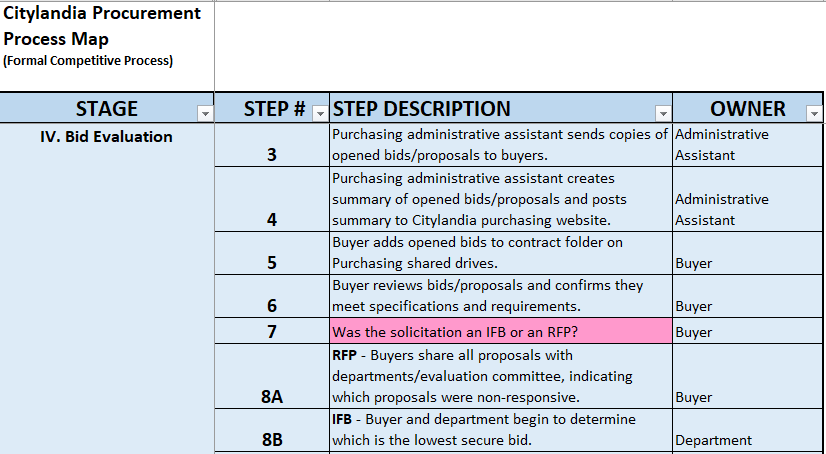 Citylandia Procurement
Process Map
(Formal Competitive Process)
STAGE STEP # STEP DESCRIPTION OWNER
IV. Bid Evaluation
3
Purchasing administrative assistant sends copies of
opened bids/proposals to buyers.
Administrative
Assistant
4
Purchasing administrative assistant creates
summary of opened bids/proposals and posts
summary to Citylandia purchasing website.
Administrative
Assistant
5
Buyer adds opened bids to contract folder on
Purchasing shared drives.
Buyer
6
Buyer reviews bids/proposals and confirms they
meet specifications and requirements.
Buyer
7
Was the solicitation an IFB or an RFP?
Buyer
8A
RFP - Buyers share all proposals with
departments/evaluation committee, indicating
which proposals were non-responsive.
Buyer
8B
IFB - Buyer and department begin to determine
which is the lowest secure bid.
Department